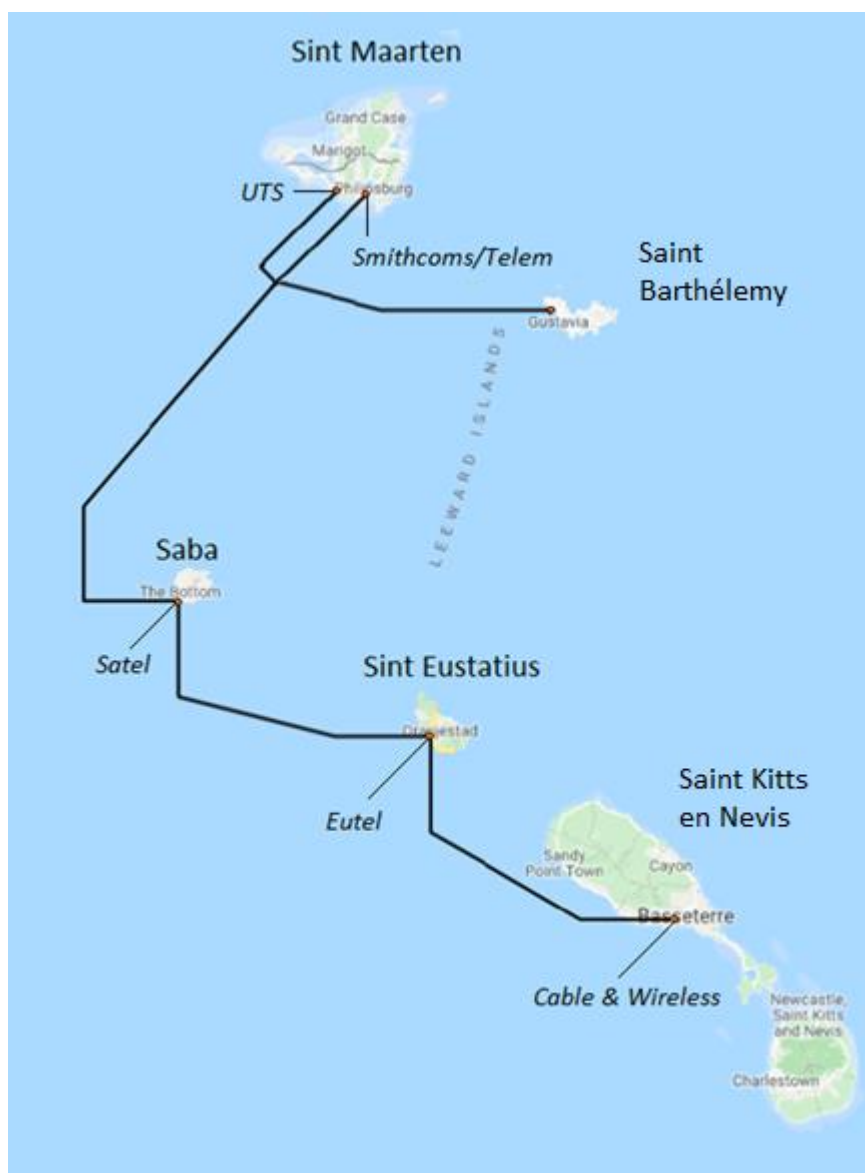 Sint Maarten
Grand Case
Marigot
UTS
Philipsburg
Smithcoms/Telem
Saint
Barthélemy
Gustavia
LEEWARD ISLANDS
Saba
The Bottom
Satel
Sint Eustatius
Oranjestad
Eutel
Saint Kitts
en Nevis
Sandy
Point Town
Cayon
Basseterre
Cable & Wireless
Newcastle,
Saint Kitts
and Nevis
Charlestown